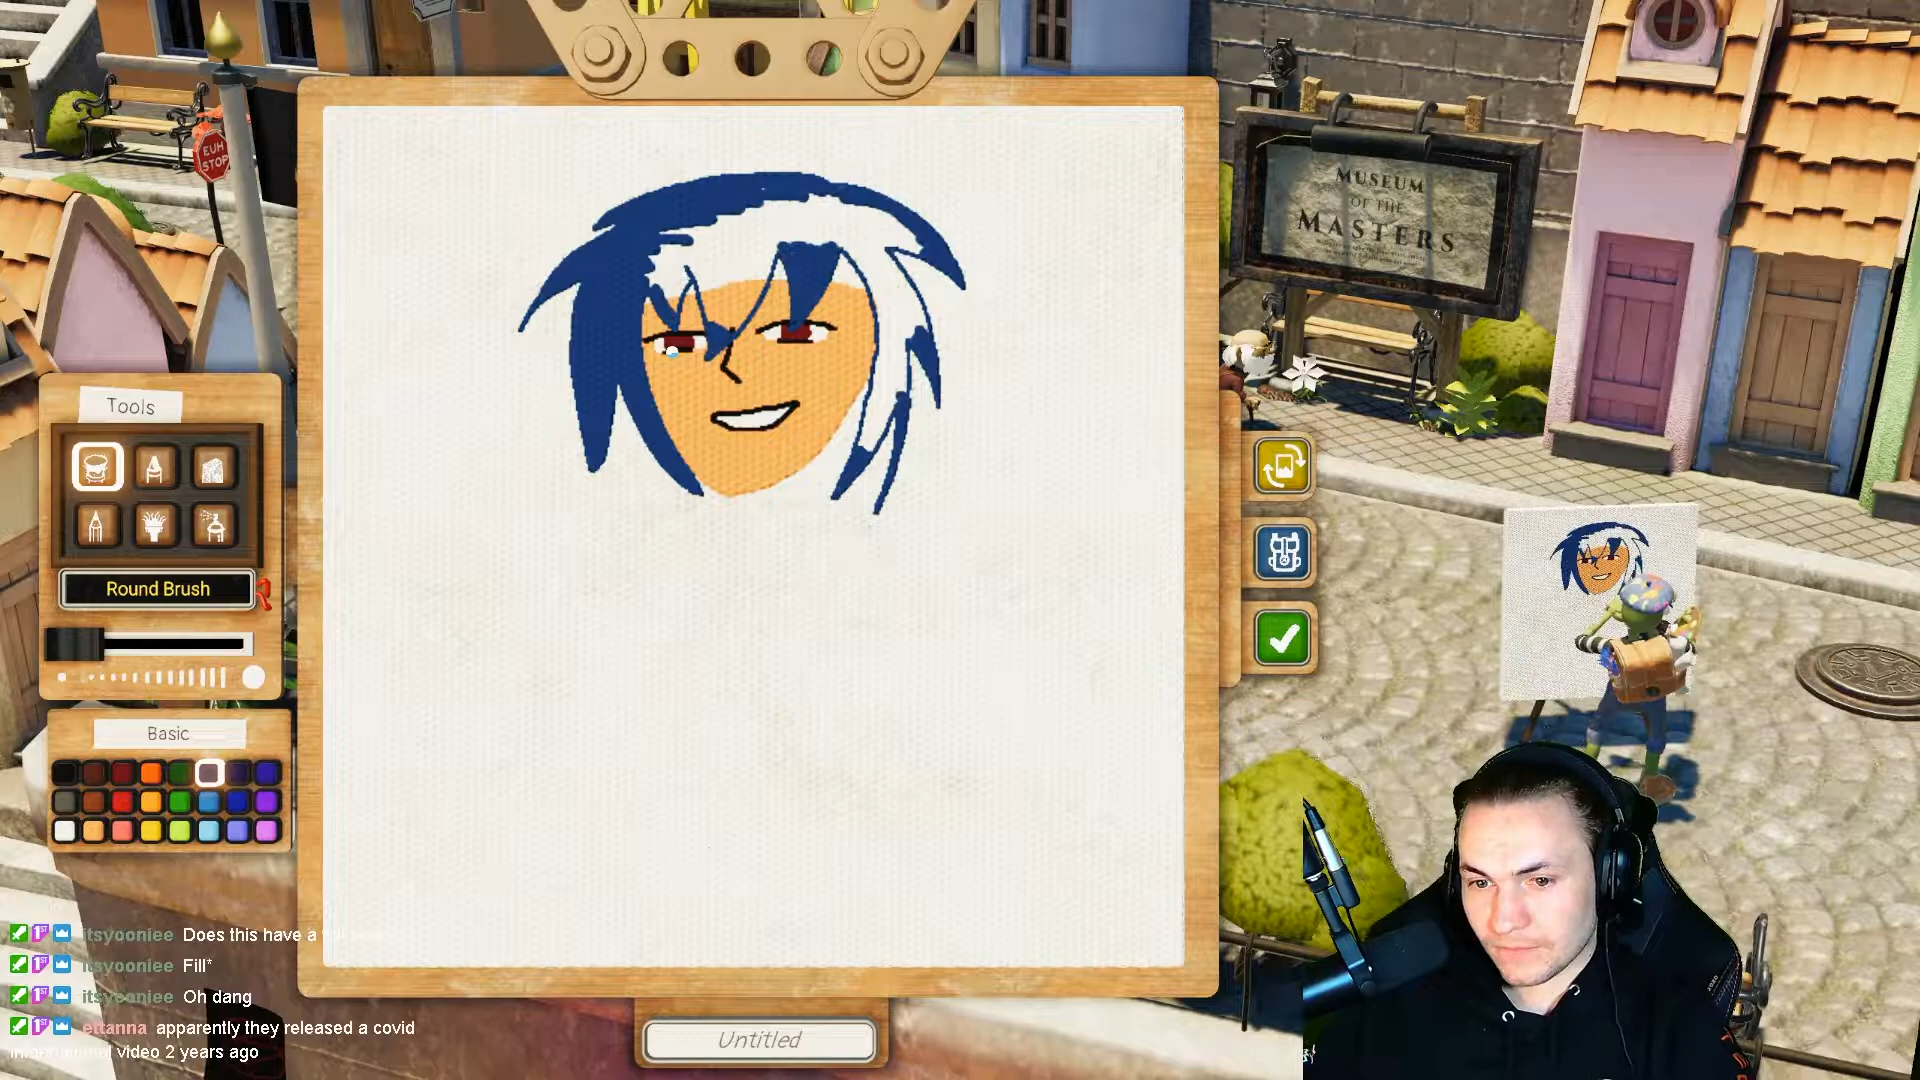 EUH
STOP
MUSEUM
OF THE
MASTERS
Tools
Round Brush
Basic
itsyooniee Does this have a
itsyooniee Fill*
itsyooniee Oh dang
ettanna apparently they released a covid
video 2 years ago
Untitled